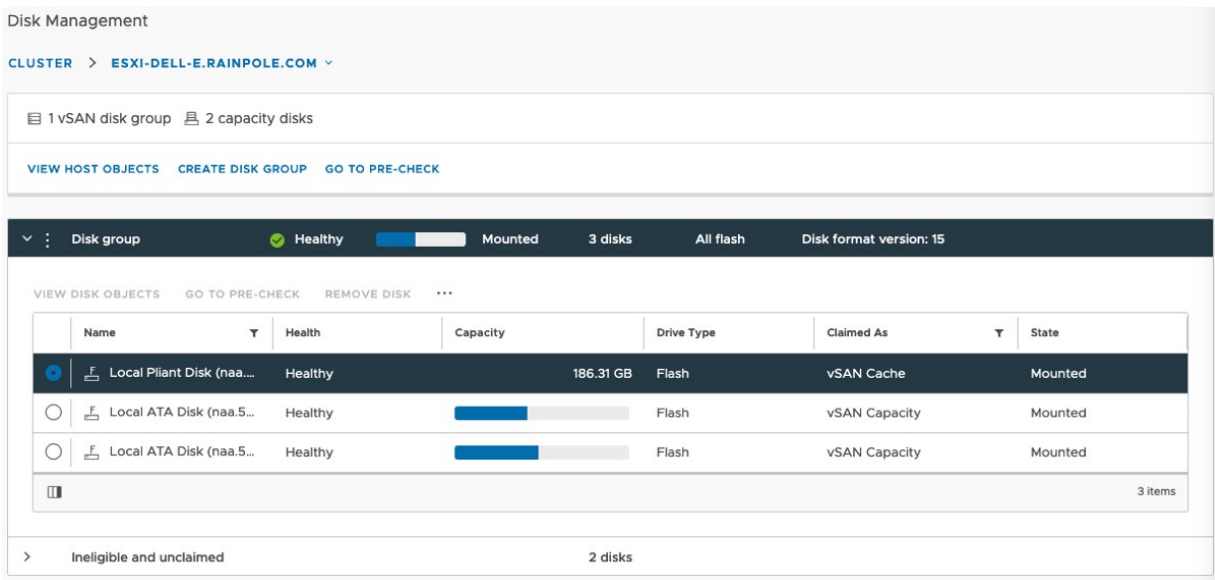 Disk Management
CLUSTER > ESXI-DELL-E.RAINPOLE.COM
1 vSAN disk group 2 capacity disks
VIEW HOST OBJECTS CREATE DISK GROUP GO TO PRE-CHECK
Disk group Healthy Mounted 3 disks All flash Disk format version: 15
VIEW DISK OBJECTS GO TO PRE-CHECK REMOVE DISK ...
Name Health Capacity Drive Type Claimed As State
F Local Pliant Disk (naa.... Healthy 186.31 GB Flash vSAN Cache Mounted
F Local ATA Disk (naa.5... Healthy Flash vSAN Capacity Mounted
F Local ATA Disk (naa.5... Healthy Flash vSAN Capacity Mounted
3 items
> Ineligible and unclaimed 2 disks